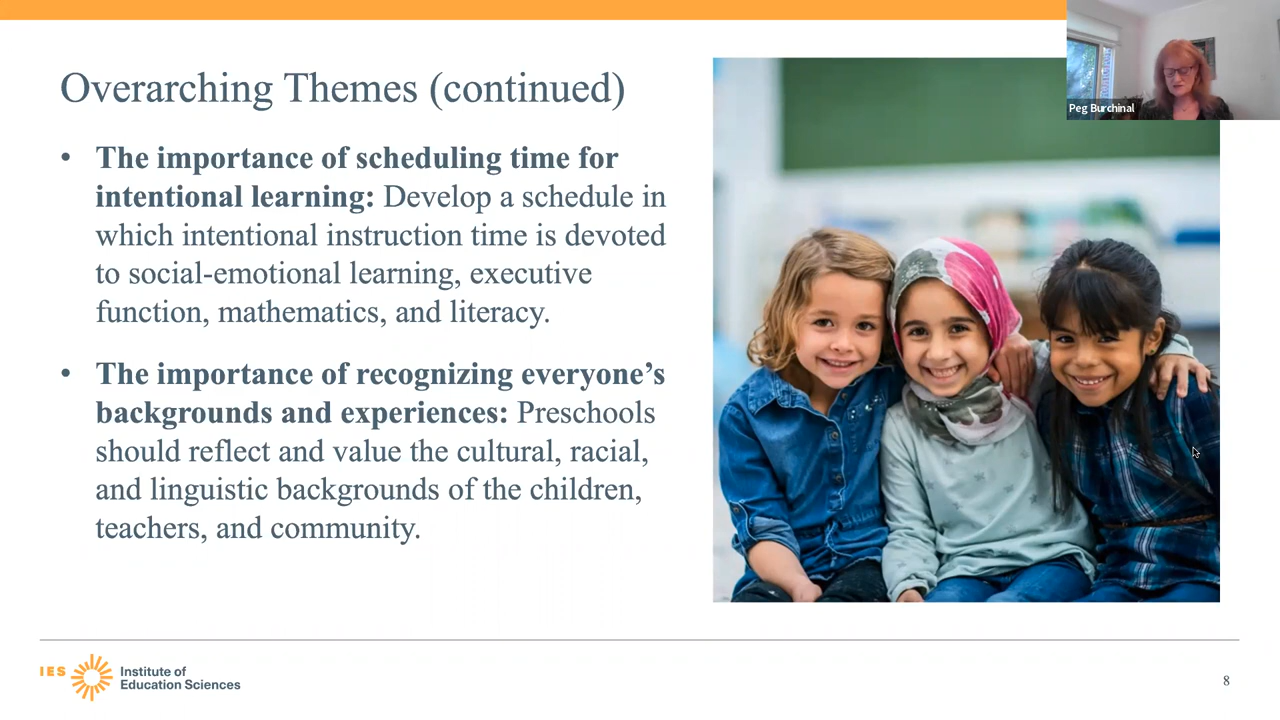 Overarching Themes (continued)
• The importance of scheduling time for
intentional learning: Develop a schedule in
which intentional instruction time is devoted
to social-emotional learning, executive
function, mathematics, and literacy.
• The importance of recognizing everyone’s
backgrounds and experiences: Preschools
should reflect and value the cultural, racial,
and linguistic backgrounds of the children,
teachers, and community.
Peg Burchinal
IES
Institute of
Education Sciences
8